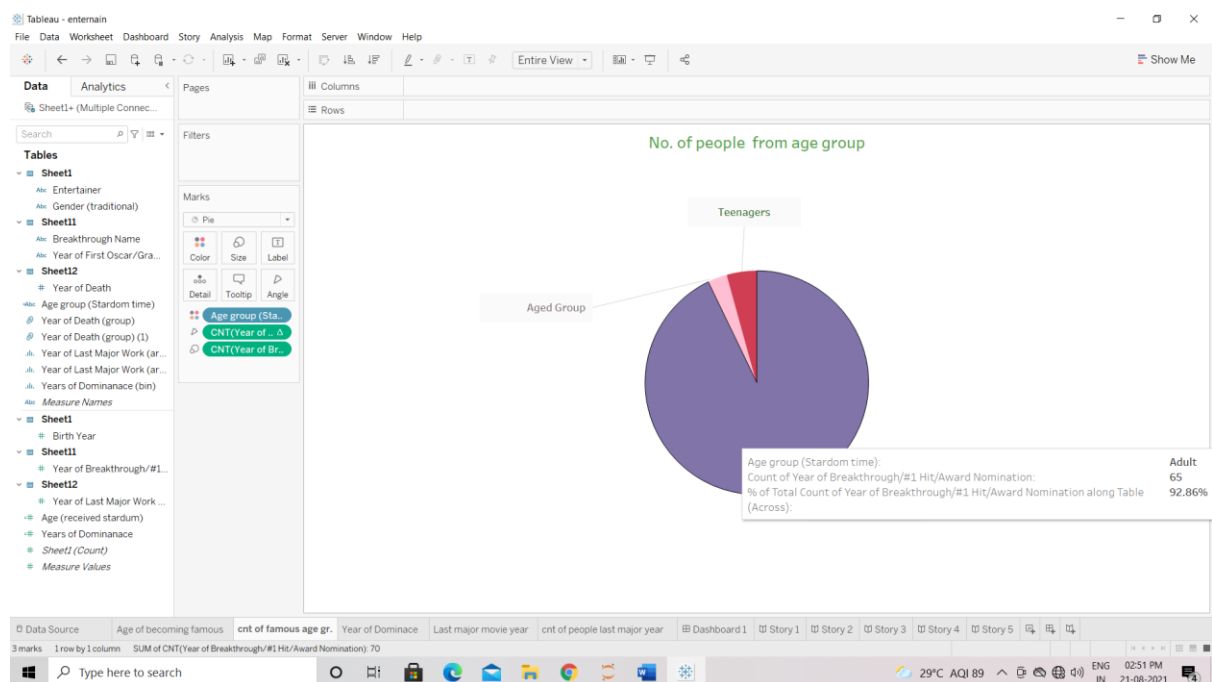 Tableau - enternain
File Data Worksheet Dashboard Story Analysis Map Format Server Window Help
Entire View
Show Me
Data Analytics
Sheet1+ (Multiple Connec...
Search
Tables
Sheet1
Abc Entertainer
Abc Gender (traditional)
Sheet11
Abc Breakthrough Name
Abc Year of First Oscar/Gra...
Sheet12
# Year of Death
=Abc Age group (Stardom time)
Year of Death (group)
Year of Death (group) (1)
Year of Last Major Work (ar...
Year of Last Major Work (ar...
Years of Dominanace (bin)
Abc Measure Names
Sheet1
# Birth Year
Sheet11
# Year of Breakthrough/#1...
Sheet12
# Year of Last Major Work ...
=# Age (received stardum)
=# Years of Dominanace
# Sheet1 (Count)
# Measure Values
Pages
Filters
Marks
Pie
Color Size Label
Detail Tooltip Angle
Age group (Sta..
CNT(Year of .. Δ
CNT(Year of Br..
Columns
Rows
No. of people from age group
Teenagers
Aged Group
Age group (Stardom time): Adult
Count of Year of Breakthrough/#1 Hit/Award Nomination: 65
% of Total Count of Year of Breakthrough/#1 Hit/Award Nomination along Table 92.86%
(Across):
Data Source Age of becoming famous cnt of famous age gr. Year of Dominace Last major movie year cnt of people last major year Dashboard 1 Story 1 Story 2 Story 3 Story 4 Story 5
3 marks 1 row by 1 column SUM of CNT(Year of Breakthrough/#1 Hit/Award Nomination): 70
Type here to search
29°C AQI 89
ENG
IN
02:51 PM
21-08-2021
4